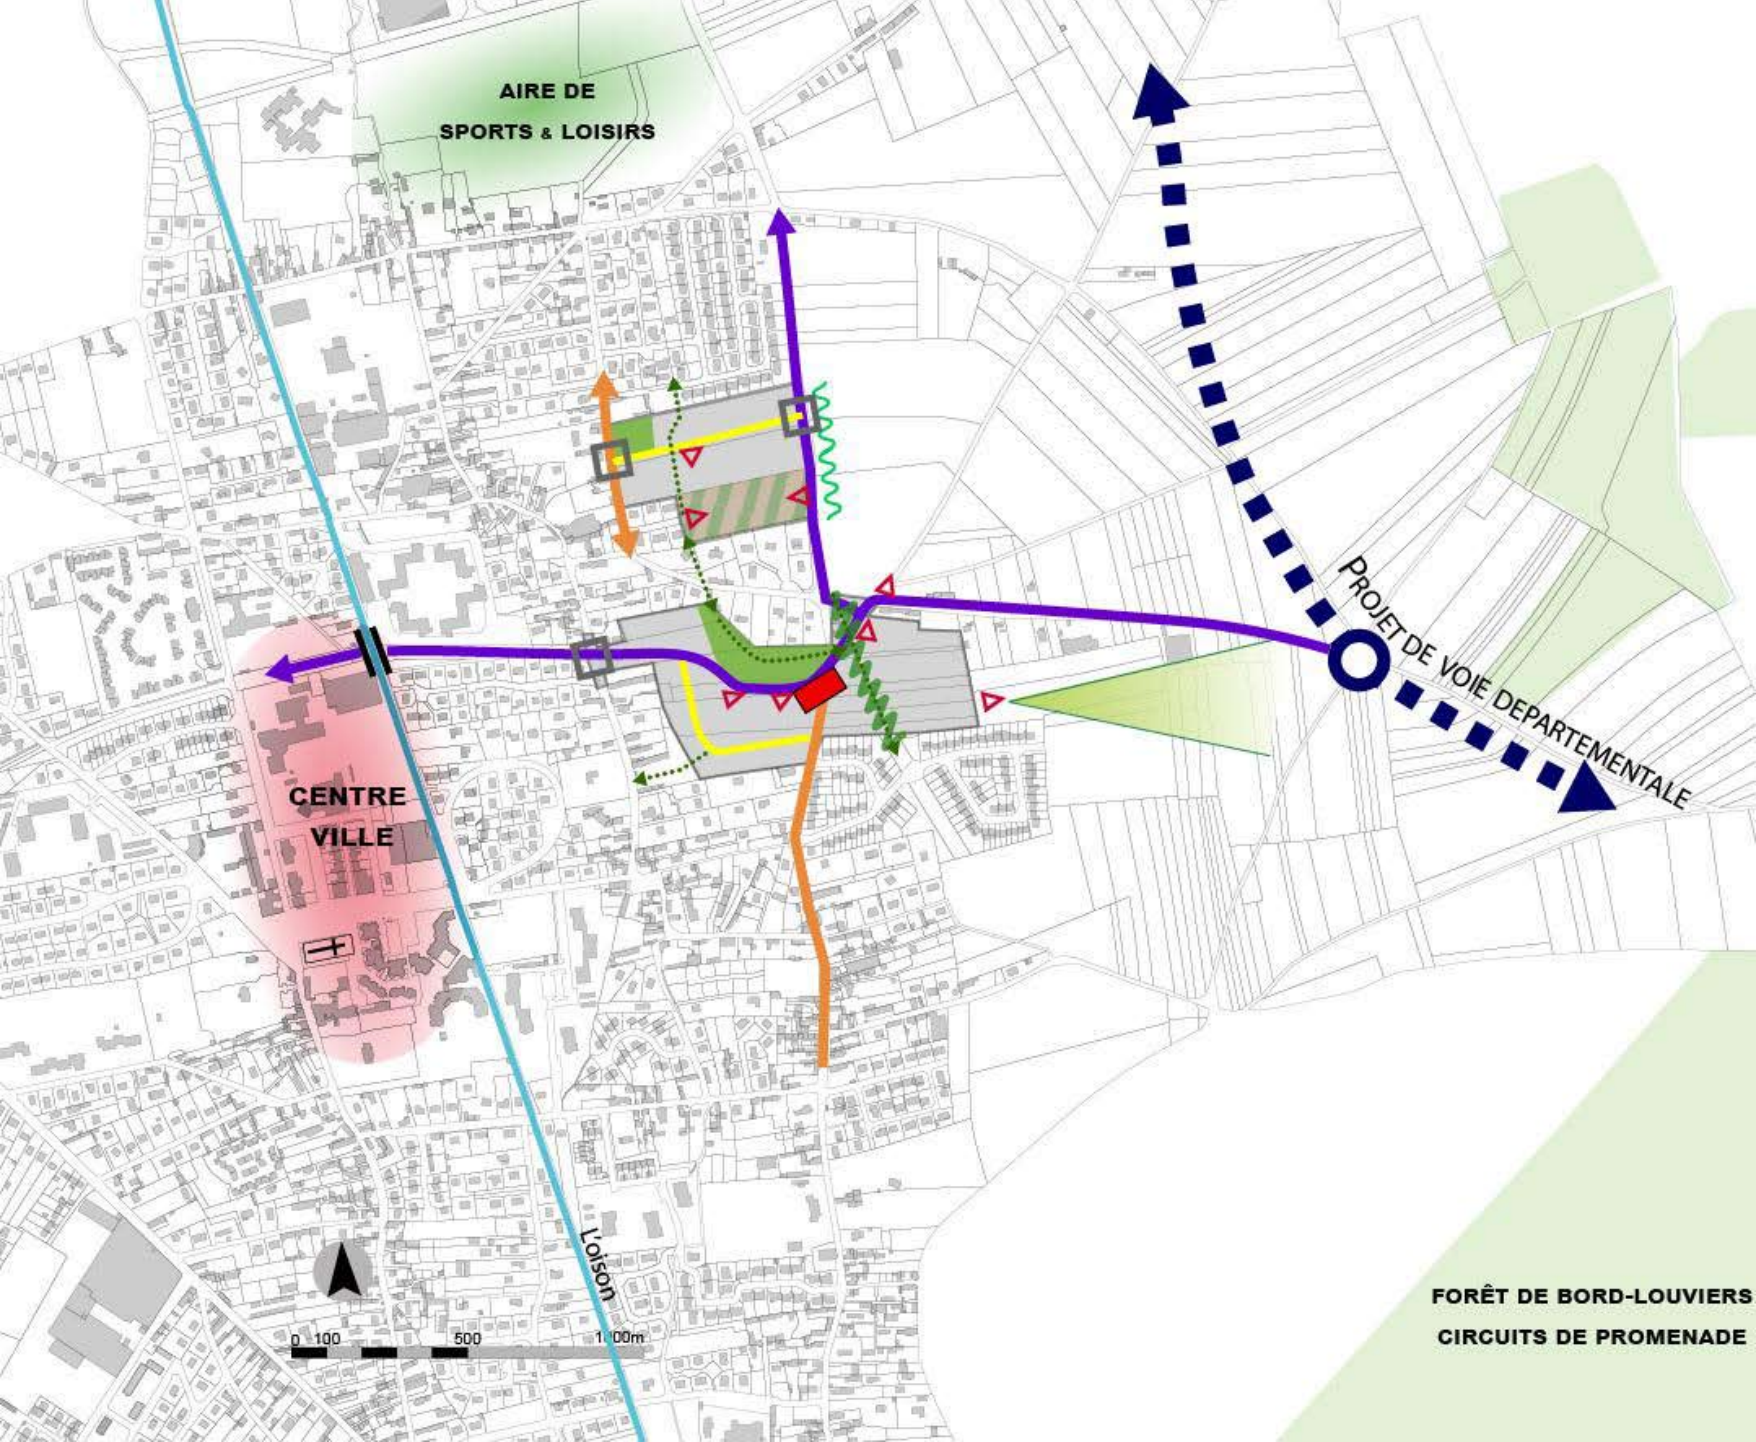 AIRE DE
SPORTS & LOISIRS
PROJET DE VOIE DEPARTEMENTALE
CENTRE
VILLE
L'oison
FORÊT DE BORD-LOUVIERS
CIRCUITS DE PROMENADE
0 100 500 1000m